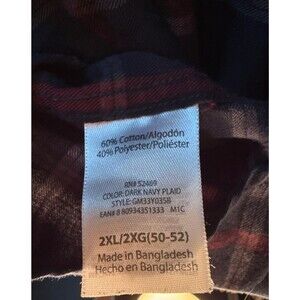 60% Cotton/Algodón
40% Polyester/Poliéster
RN# 52469
COLOR: DARK NAVY PLAID
STYLE: GM33Y035B
EAN# 8 80934351333 M1C
2XL/2XG(50-52)
Made in Bangladesh
Hecho en Bangladesh